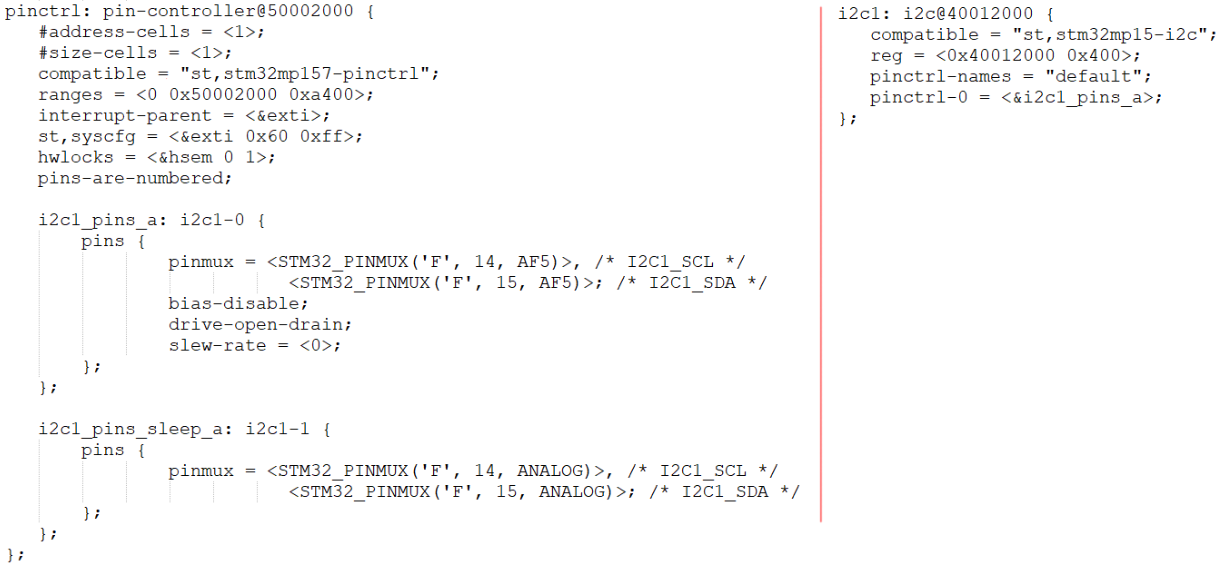 pinctrl: pin-controller@50002000 {
#address-cells = <1>;
#size-cells = <1>;
compatible = "st,stm32mp157-pinctrl";
ranges = <0 0x50002000 0xa400>;
interrupt-parent = <&exti>;
st,syscfg = <&exti 0x60 0xff>;
hwlocks = <&hsem 0 1>;
pins-are-numbered;
i2c1_pins_a: i2c1-0 {
pins {
pinmux = <STM32_PINMUX('F', 14, AF5)>, /* I2C1_SCL */
<STM32_PINMUX('F', 15, AF5)>; /* I2C1_SDA */
bias-disable;
drive-open-drain;
slew-rate = <0>;
};
};
i2c1_pins_sleep_a: i2c1-1 {
pins {
pinmux = <STM32_PINMUX('F', 14, ANALOG)>, /* I2C1_SCL */
<STM32_PINMUX('F', 15, ANALOG)>; /* I2C1_SDA */
};
};
};
i2c1: i2c@40012000 {
compatible = "st,stm32mp15-i2c";
reg = <0x40012000 0x400>;
pinctrl-names = "default";
pinctrl-0 = <&i2c1_pins_a>;
};